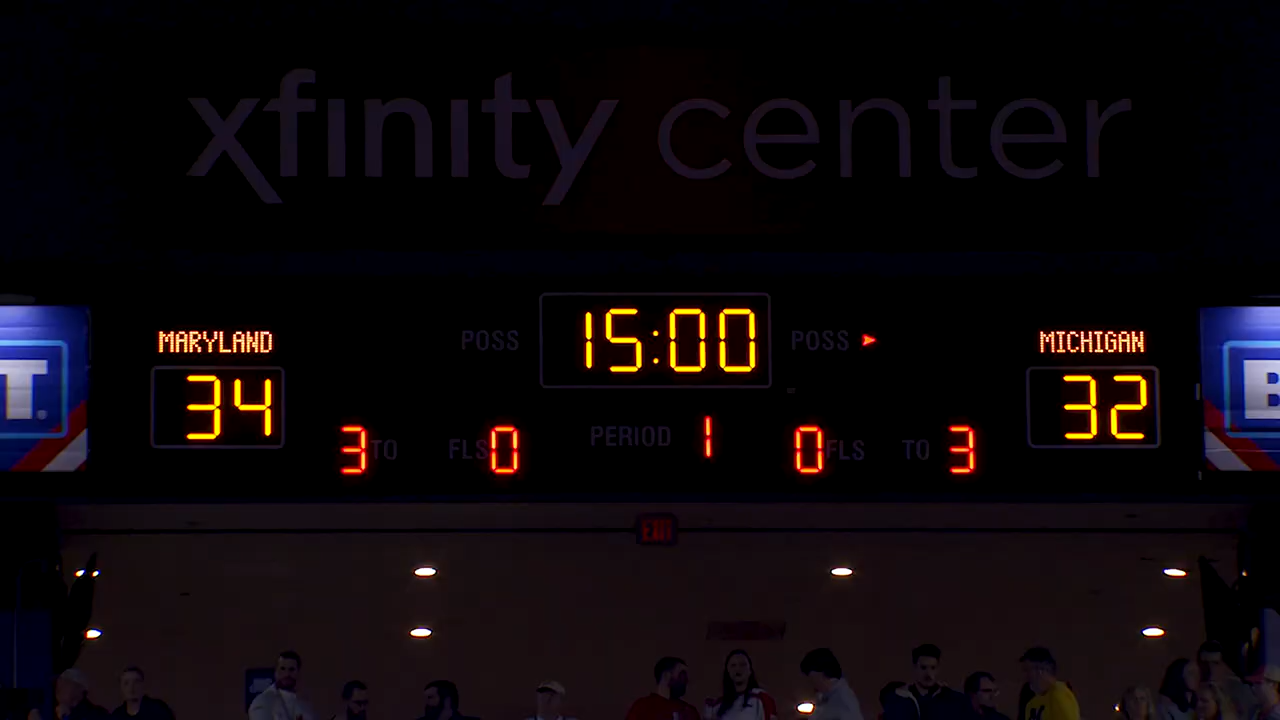 xfinity center
MARYLAND POSS 15:00 POSS MICHIGAN
34 32
3 TO FLS 0 PERIOD 1 0 FLS TO 3
T.
B
EXIT